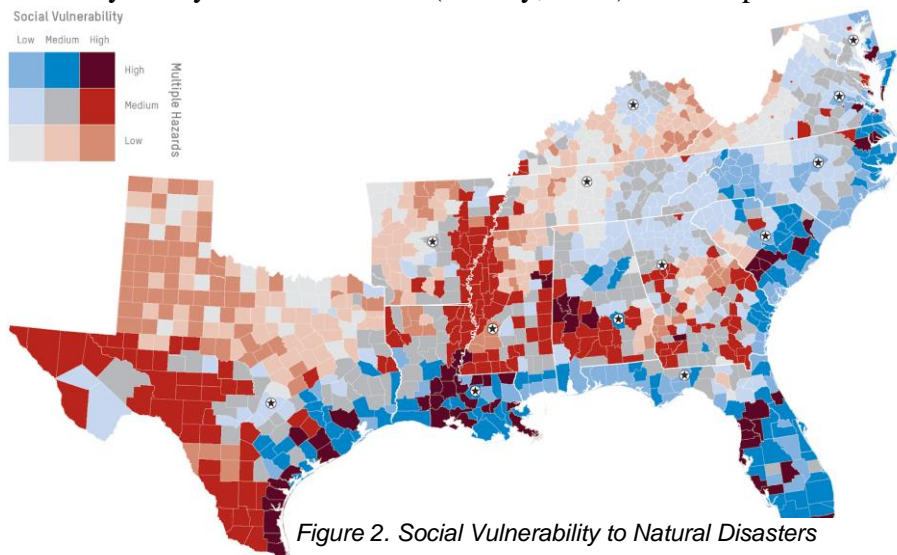 Social Vulnerability
Low Medium High
High
Medium
Low
Multiple Hazards
Figure 2. Social Vulnerability to Natural Disasters